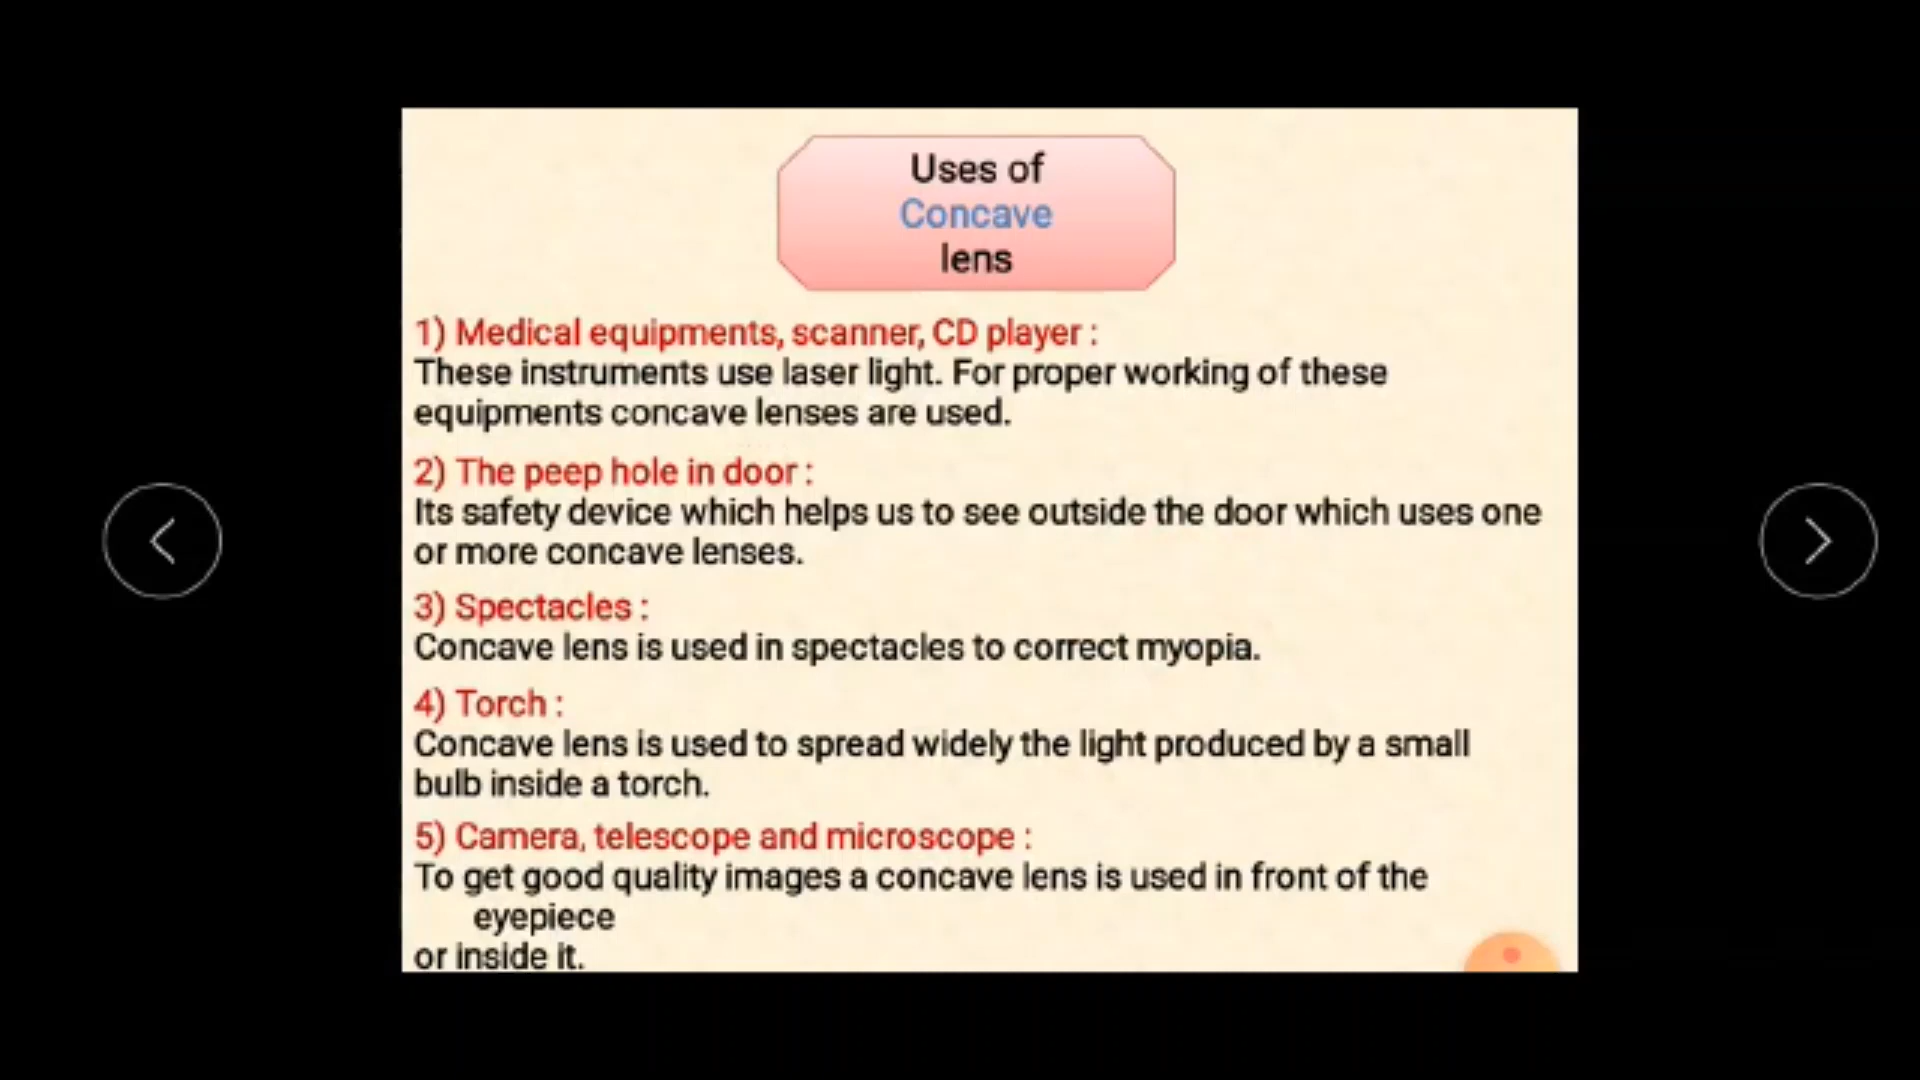 Uses of
Concave
lens
1) Medical equipments, scanner, CD player :
These instruments use laser light. For proper working of these
equipments concave lenses are used.
2) The peep hole in door :
Its safety device which helps us to see outside the door which uses one
or more concave lenses.
3) Spectacles :
Concave lens is used in spectacles to correct myopia.
4) Torch :
Concave lens is used to spread widely the light produced by a small
bulb inside a torch.
5) Camera, telescope and microscope :
To get good quality images a concave lens is used in front of the
eyepiece
or inside it.